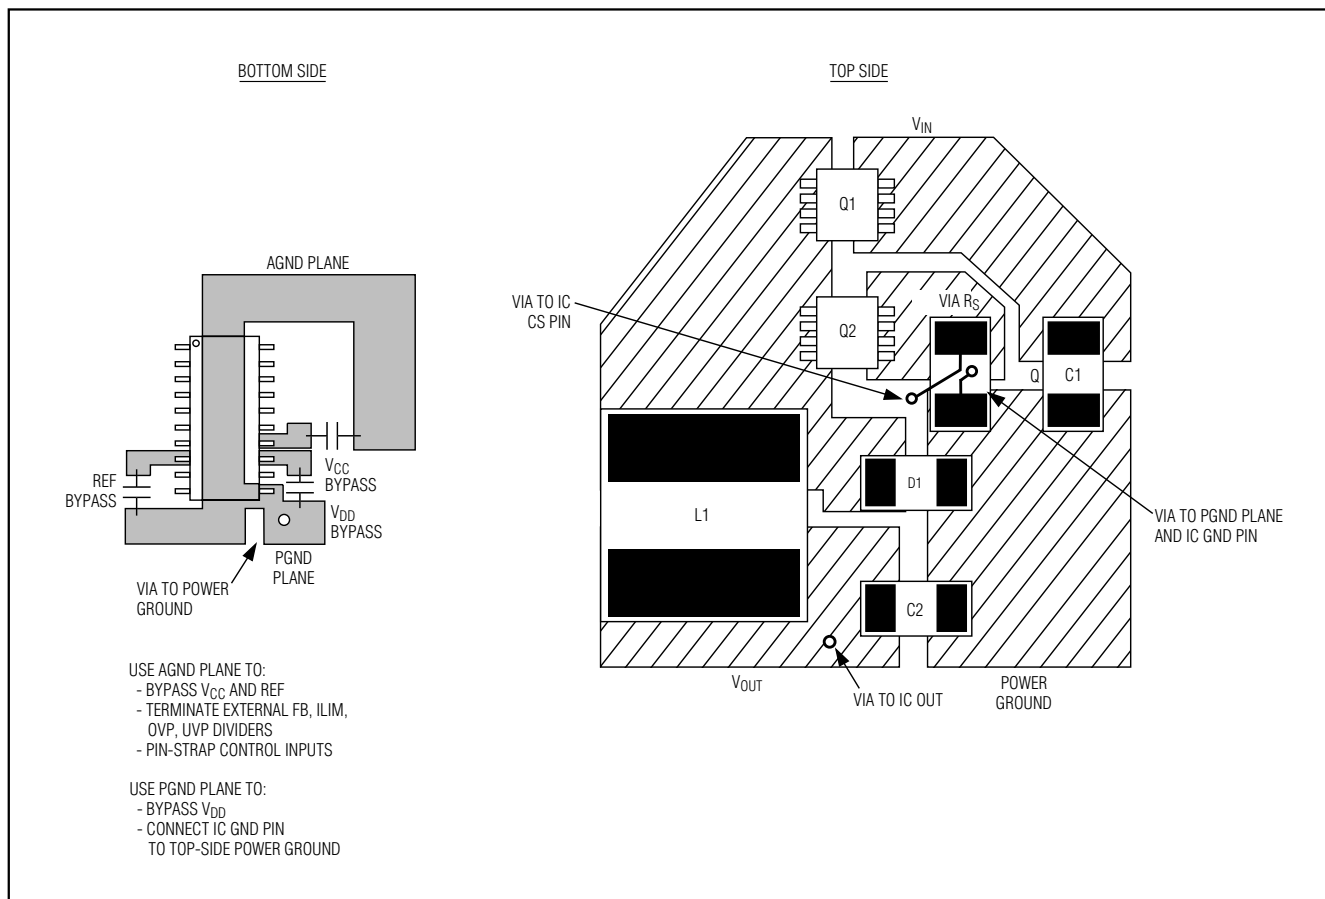 BOTTOM SIDE
TOP SIDE
VIN
Q1
AGND PLANE
VIA TO IC
CS PIN
VIA RS
Q2
Q
C1
REF
BYPASS
VCC
BYPASS
VDD
BYPASS
D1
L1
VIA TO PGND PLANE
AND IC GND PIN
PGND
PLANE
VIA TO POWER
GROUND
C2
USE AGND PLANE TO:
- BYPASS VCC AND REF
- TERMINATE EXTERNAL FB, ILIM,
OVP, UVP DIVIDERS
- PIN-STRAP CONTROL INPUTS
VOUT
VIA TO IC OUT
POWER
GROUND
USE PGND PLANE TO:
- BYPASS VDD
- CONNECT IC GND PIN
TO TOP-SIDE POWER GROUND